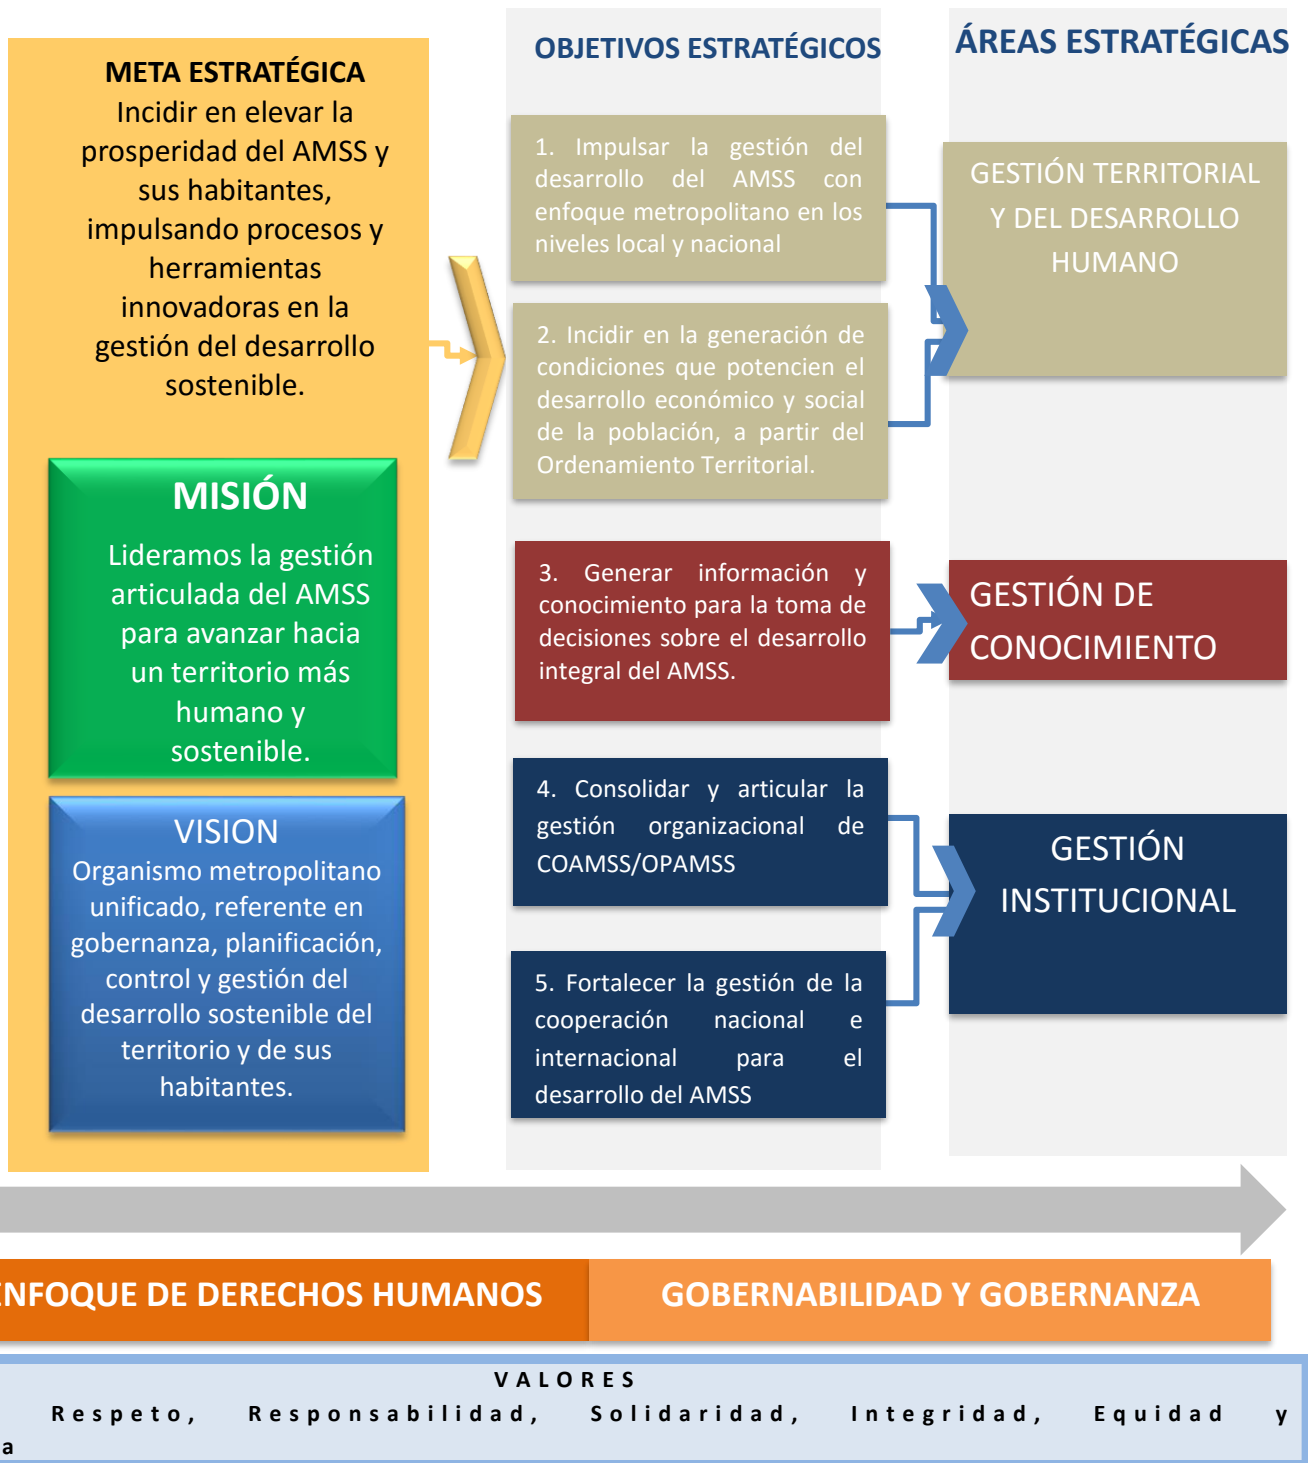 META ESTRATÉGICA
Incidir en elevar la
prosperidad del AMSS y
sus habitantes,
impulsando procesos y
herramientas
innovadoras en la
gestión del desarrollo
sostenible.
MISIÓN
Lideramos la gestión
articulada del AMSS
para avanzar hacia
un territorio más
humano y
sostenible.
VISION
Organismo metropolitano
unificado, referente en
gobernanza, planificación,
control y gestión del
desarrollo sostenible del
territorio y de sus
habitantes.
OBJETIVOS ESTRATÉGICOS
1. Impulsar la gestión del
desarrollo del AMSS con
enfoque metropolitano en los
niveles local y nacional
2. Incidir en la generación de
condiciones que potencien el
desarrollo económico y social
de la población, a partir del
Ordenamiento Territorial.
3. Generar información y
conocimiento para la toma de
decisiones sobre el desarrollo
integral del AMSS.
4. Consolidar y articular la
gestión organizacional de
COAMSS/OPAMSS
5. Fortalecer la gestión de la
cooperación nacional e
internacional para el
desarrollo del AMSS
ÁREAS ESTRATÉGICAS
GESTIÓN TERRITORIAL
Y DEL DESARROLLO
HUMANO
GESTIÓN DE
CONOCIMIENTO
GESTIÓN
INSTITUCIONAL
ENFOQUE DE DERECHOS HUMANOS
GOBERNABILIDAD Y GOBERNANZA
VALORES
Respeto, Responsabilidad, Solidaridad, Integridad, Equidad y
a